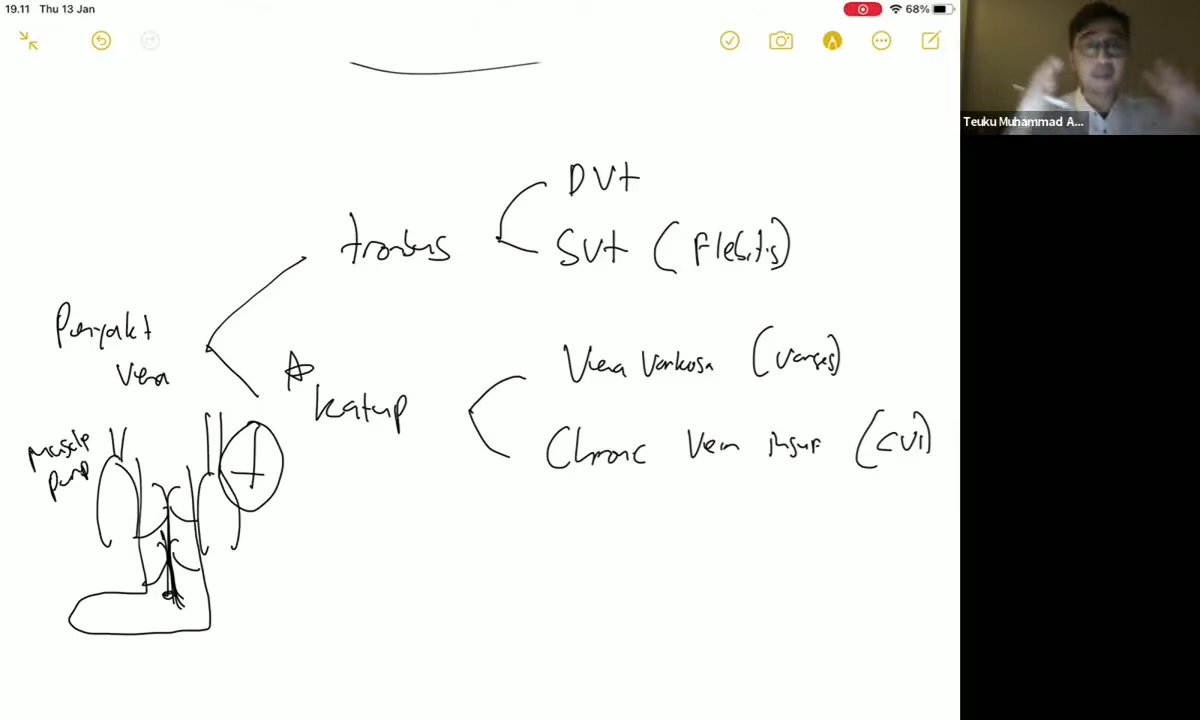 19.11 Thu 13 Jan
68%
Teuku Muhammad A...
DVt
trombus
SVt (Flebitis)
Penyakt
Vena
Vena Varikosa (Varises)
Katup
Chronic Vein insuf (CVI)
Muscle
pump